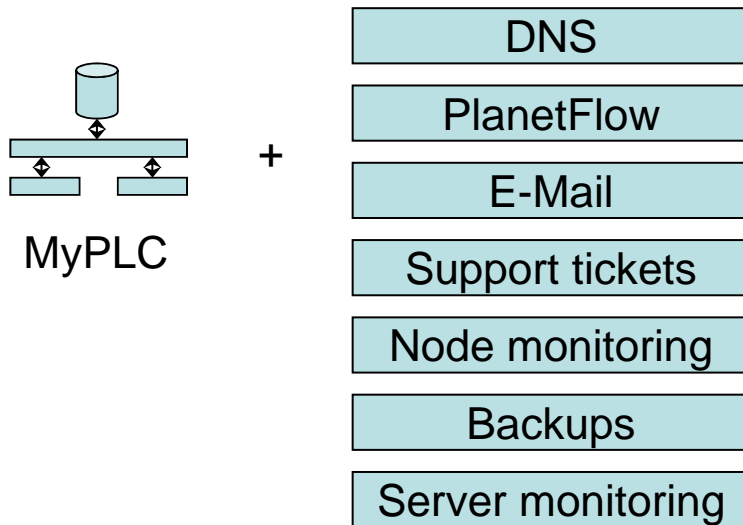 MyPLC
+
DNS
PlanetFlow
E-Mail
Support tickets
Node monitoring
Backups
Server monitoring